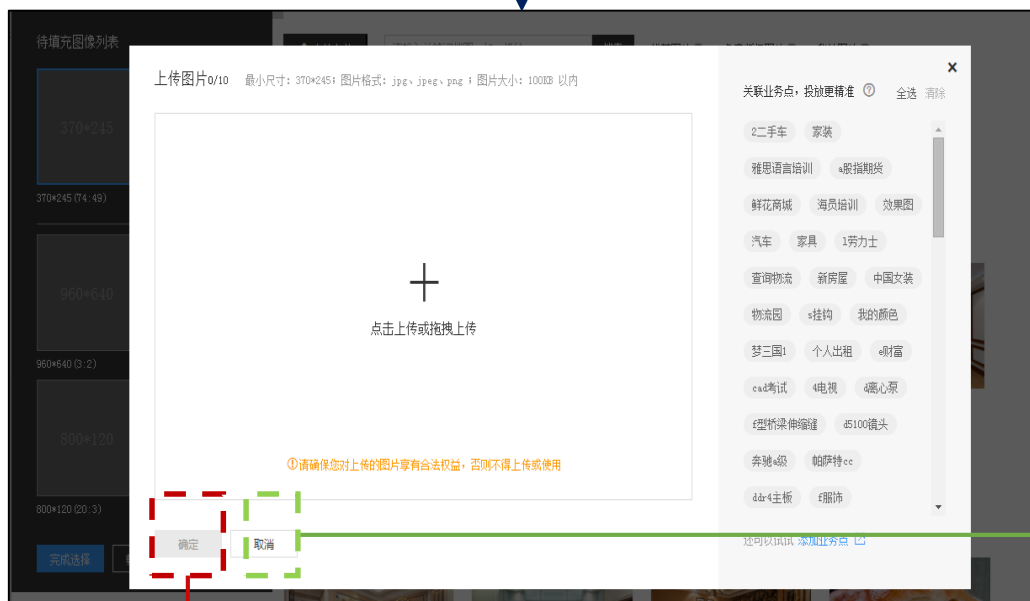 待填充图像列表
370*245
370*245(74:49)
960*640
960*640(3:2)
800*120
800*120(20:3)
完成选择
上传图片0/10 最小尺寸: 370*245; 图片格式: jpg、jpeg、png ; 图片大小: 100KB 以内
点击上传或拖拽上传
请确保您对上传的图片享有合法权益，否则不得上传或使用
确定 取消
关联业务点，投放更精准 ? 全选 清除
2二手车 家装
雅思语言培训 a股指期货
鲜花商城 海员培训 效果图
汽车 家具 1劳力士
查询物流 新房屋 中国女装
物流园 s挂钩 我的颜色
梦三国1 个人出租 e财富
cad考试 4电视 d离心泵
f型桥梁伸缩缝 d5100镜头
奔驰e级 帕萨特cc
ddr4主板 f服饰
还可以试试 添加业务点